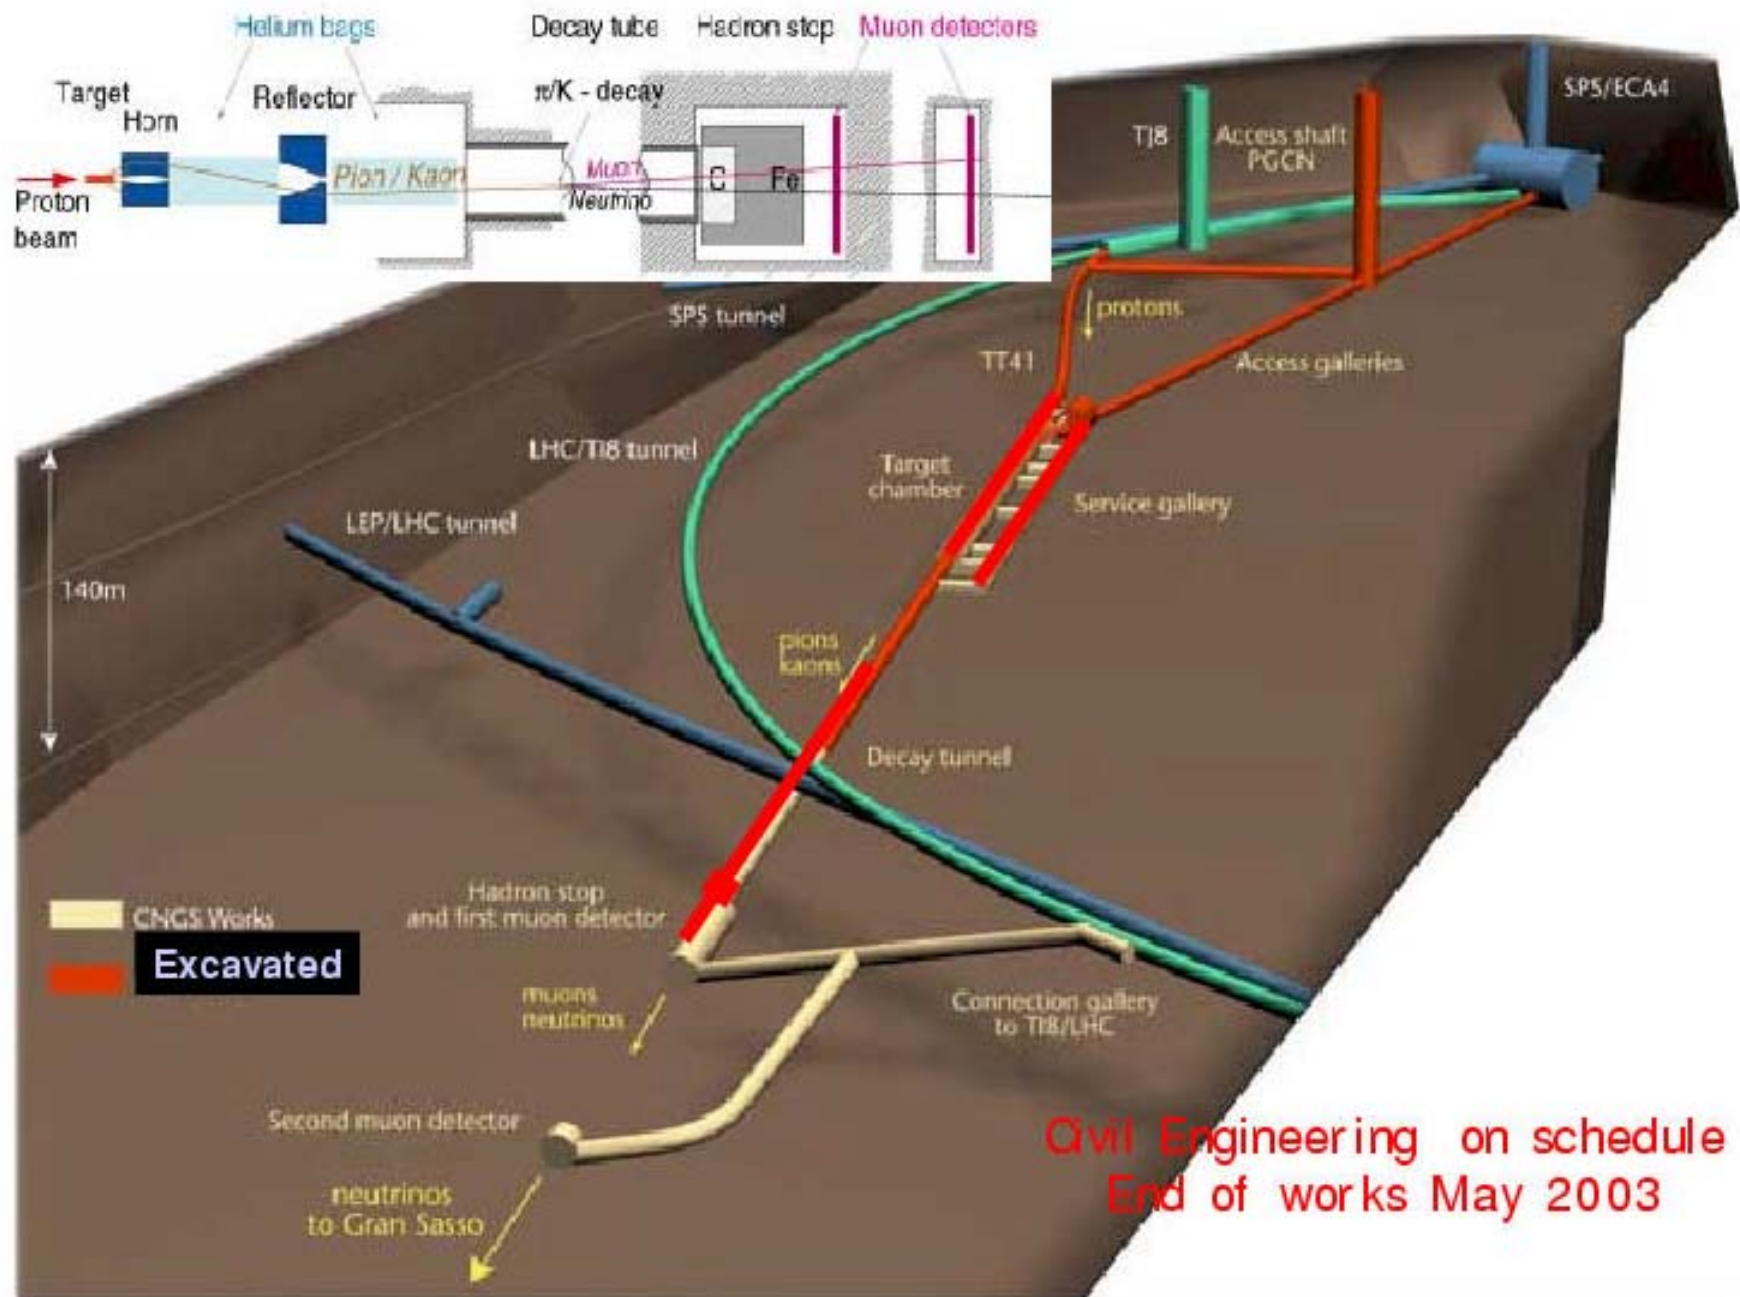 Helium bags
Decay tube
Hadron stop
Muon detectors
Target
Horn
Reflector
π/K - decay
Proton
beam
Pion / Kaon
Muon
Neutrino
C
Fe
SPS/ECA4
TJ8
Access shaft
PGCN
SPS tunnel
protons
TT41
Access galleries
LHC/TI8 tunnel
Target
chamber
Service gallery
LEP/LHC tunnel
140m
pions
kaons
Decay tunnel
Hadron stop
and first muon detector
CNGS Works
Excavated
muons
neutrinos
Connection gallery
to TI8/LHC
Second muon detector
neutrinos
to Gran Sasso
Civil Engineering on schedule
End of works May 2003